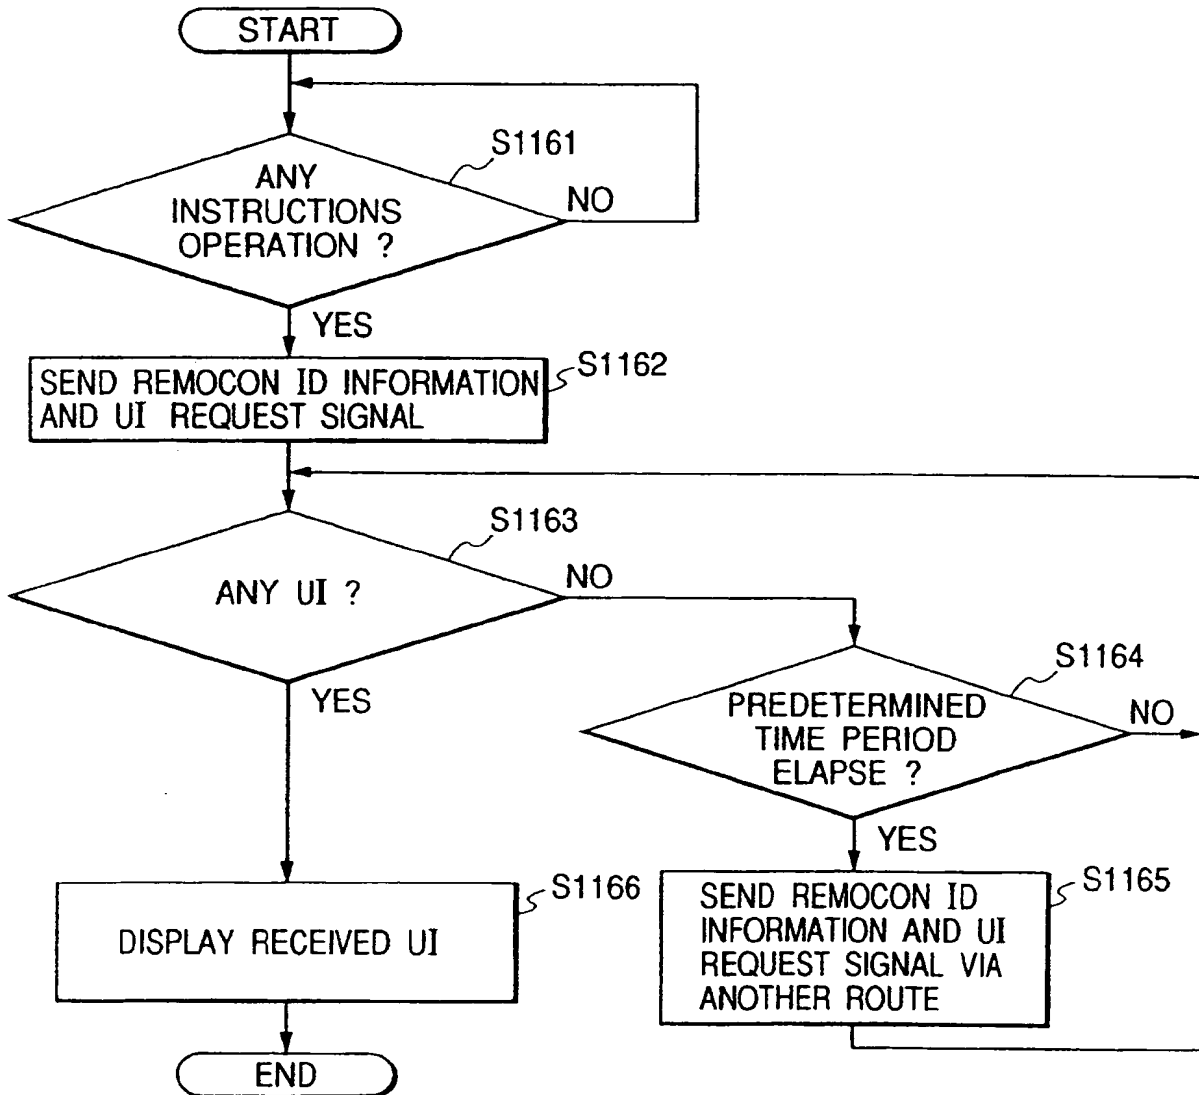 START
S1161
ANY
INSTRUCTIONS
OPERATION ?
NO
YES
S1162
SEND REMOCON ID INFORMATION
AND UI REQUEST SIGNAL
S1163
ANY UI ?
NO
YES
S1164
PREDETERMINED
TIME PERIOD
ELAPSE ?
NO
YES
S1165
SEND REMOCON ID
INFORMATION AND UI
REQUEST SIGNAL VIA
ANOTHER ROUTE
S1166
DISPLAY RECEIVED UI
END